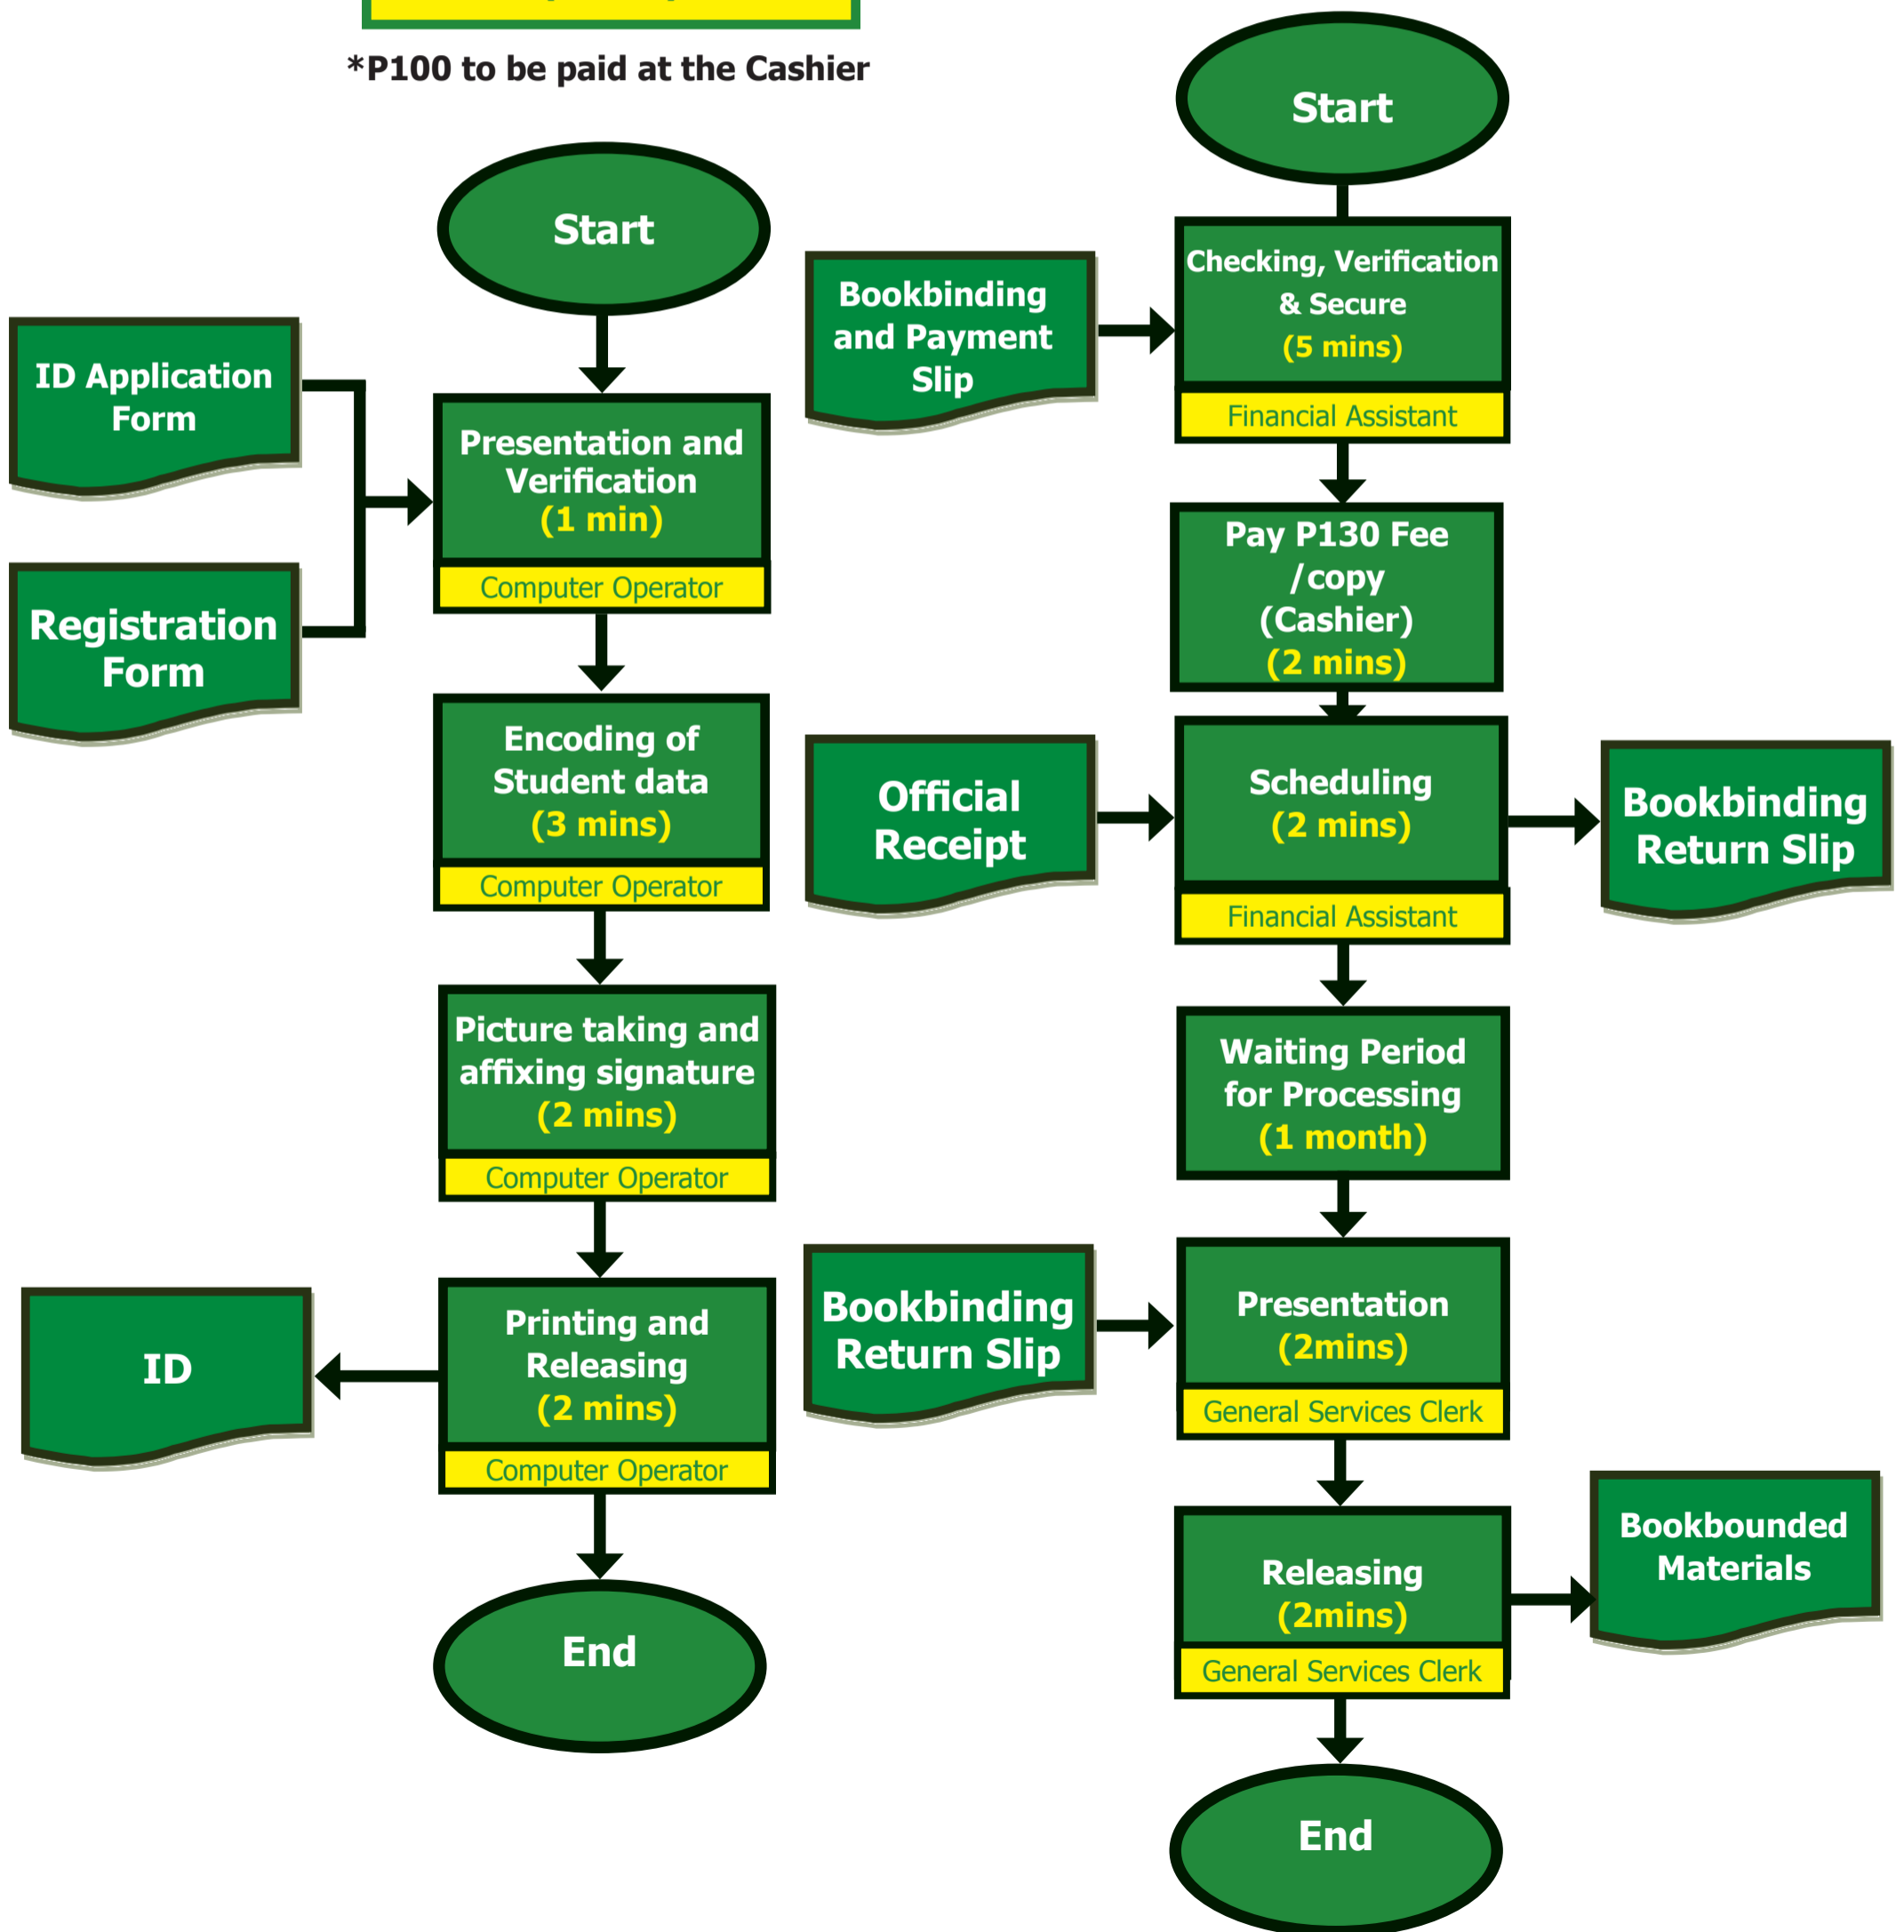 *P100 to be paid at the Cashier
Start
ID Application
Form
Registration
Form
Presentation and
Verification
(1 min)
Computer Operator
Encoding of
Student data
(3 mins)
Computer Operator
Picture taking and
affixing signature
(2 mins)
Computer Operator
Printing and
Releasing
(2 mins)
Computer Operator
ID
End
Start
Bookbinding
and Payment
Slip
Checking, Verification
& Secure
(5 mins)
Financial Assistant
Pay P130 Fee
/copy
(Cashier)
(2 mins)
Official
Receipt
Scheduling
(2 mins)
Financial Assistant
Bookbinding
Return Slip
Waiting Period
for Processing
(1 month)
Bookbinding
Return Slip
Presentation
(2mins)
General Services Clerk
Releasing
(2mins)
General Services Clerk
Bookbounded
Materials
End